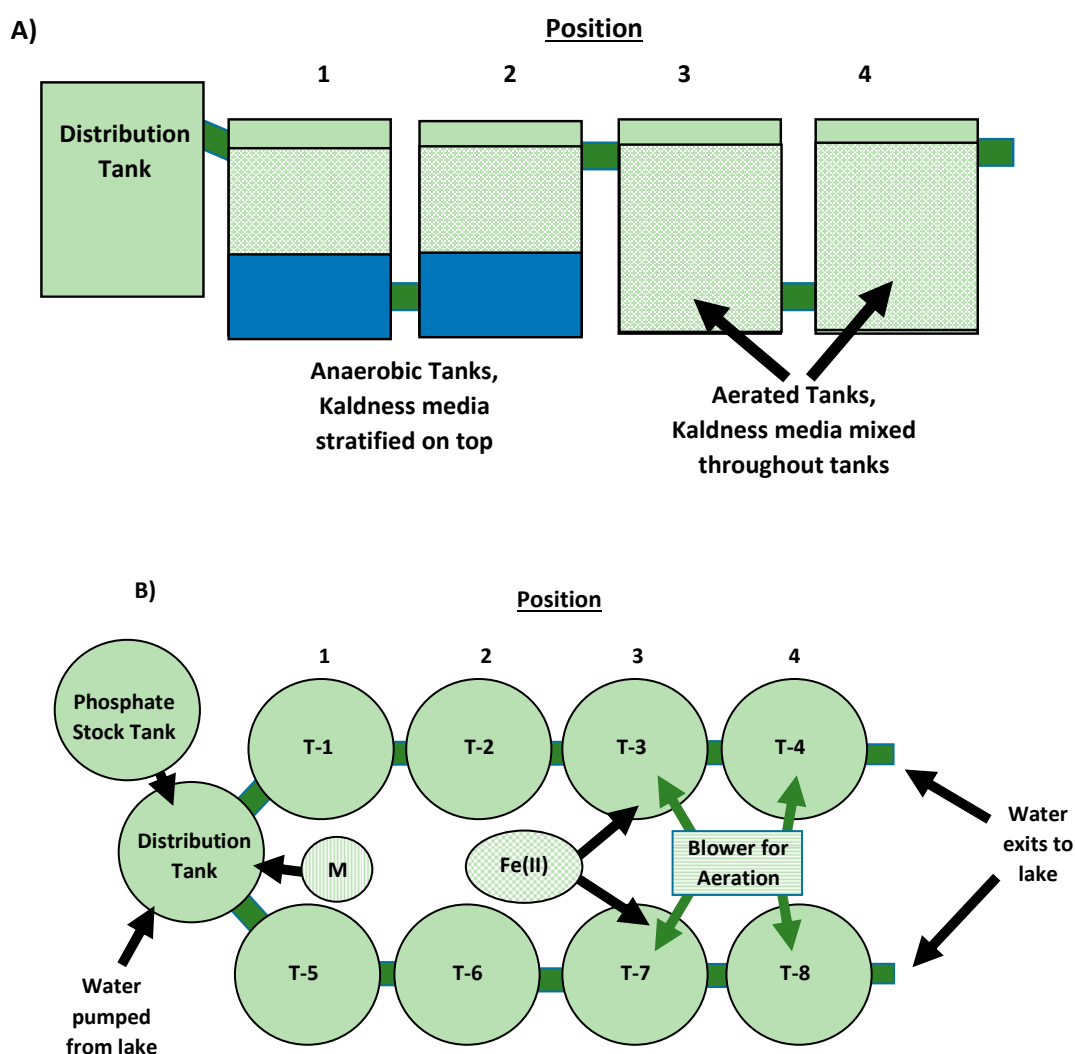 A)
Position
1 2 3 4
Distribution
Tank
Anaerobic Tanks,
Kaldness media
stratified on top
Aerated Tanks,
Kaldness media mixed
throughout tanks
B)
Position
1 2 3 4
Phosphate
Stock Tank
T-1 T-2 T-3 T-4
Distribution
Tank
M
Fe(II)
Blower for
Aeration
Water
exits to
lake
T-5 T-6 T-7 T-8
Water
pumped
from lake